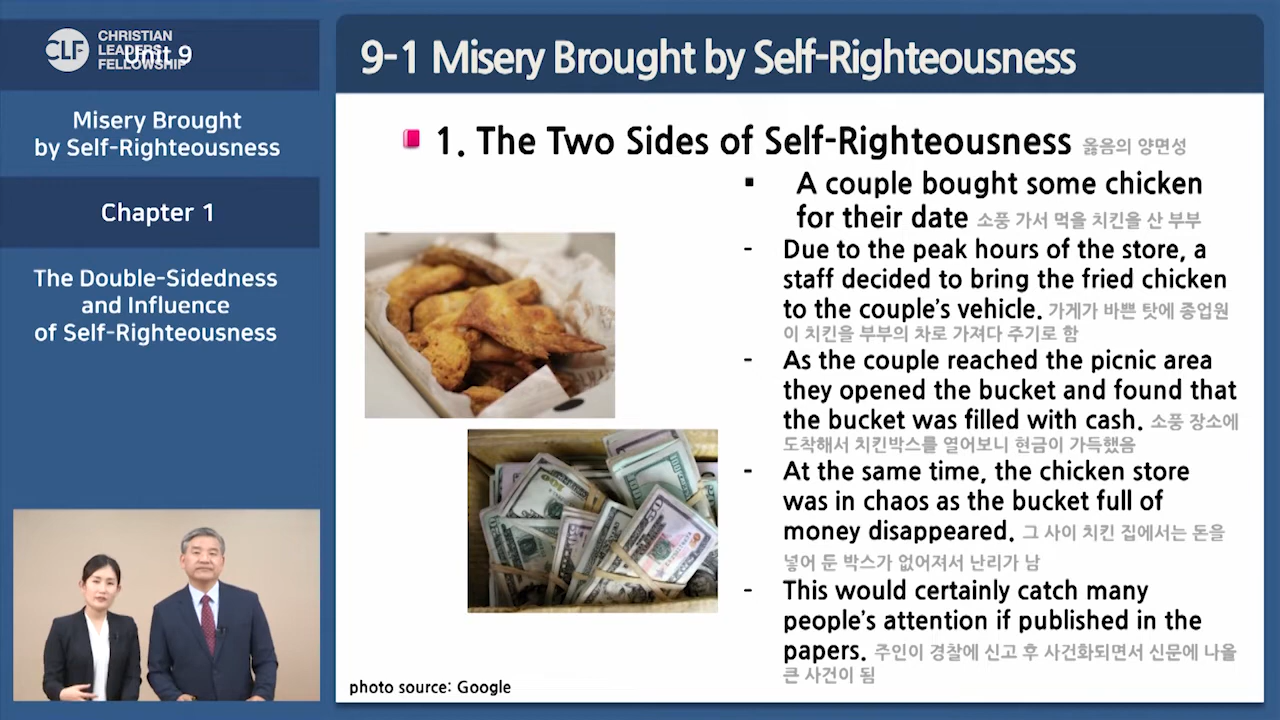 CLF CHRISTIAN
LEADERS
FELLOWSHIP
Unit 9
Misery Brought
by Self-Righteousness
Chapter 1
The Double-Sidedness
and Influence
of Self-Righteousness
9-1 Misery Brought by Self-Righteousness
1. The Two Sides of Self-Righteousness 옳음의 양면성
▪ A couple bought some chicken
for their date 소풍 가서 먹을 치킨을 산 부부
- Due to the peak hours of the store, a
staff decided to bring the fried chicken
to the couple's vehicle. 가게가 바쁜 탓에 종업원
이 치킨을 부부의 차로 가져다 주기로 함
- As the couple reached the picnic area
they opened the bucket and found that
the bucket was filled with cash. 소풍 장소에
도착해서 치킨박스를 열어보니 현금이 가득했음
- At the same time, the chicken store
was in chaos as the bucket full of
money disappeared. 그 사이 치킨 집에서는 돈을
넣어 둔 박스가 없어져서 난리가 남
- This would certainly catch many
people's attention if published in the
papers. 주인이 경찰에 신고 후 사건화되면서 신문에 나올
큰 사건이 됨
photo source: Google